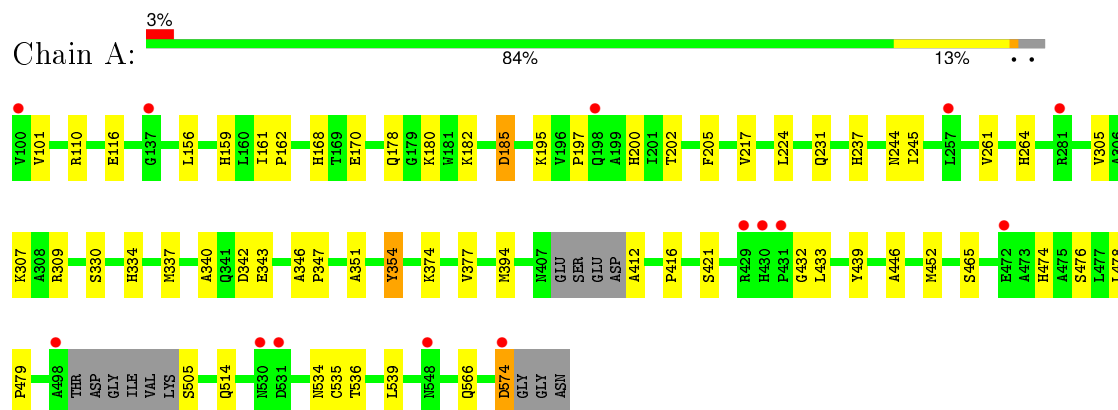 3%
Chain A:
84% 13% • •
V100 V101 R110 E116 G137 L156 H159 L160 I161 P162 H168 T169 E170 Q178 G179 K180 W181 K182 D185 K195 V196 P197 Q198 A199 H200 I201 T202 F205 V217 L224 Q231 H237 N244 I245 L257 V261 H264 R281 V305 A306
K307 A308 R309 S330 H334 M337 A340 Q341 D342 E343 A346 P347 A351 Y354 K374 V377 M394 N407 GLU SER GLU ASP A412 P416 S421 R429 H430 P431 G432 L433 Y439 A446 M452 S465 E472 A473 H474 A475 S476 L477 L478
P479 A498 THR ASP GLY ILE VAL LYS S505 Q514 N530 D531 N534 C535 T536 L539 N548 Q566 D574 GLY GLY ASN